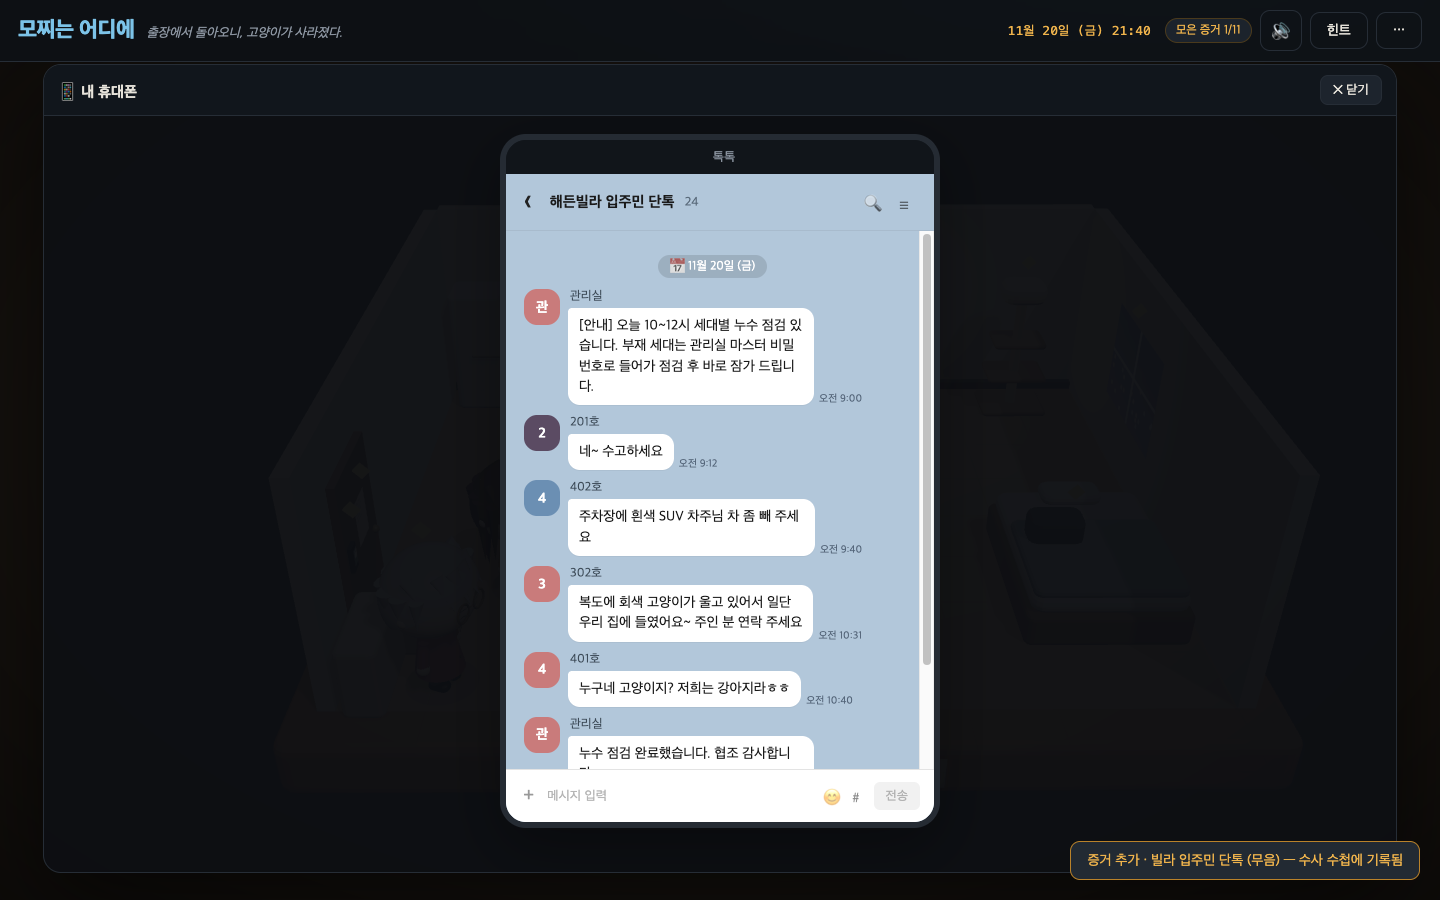 모찌는 어디에 출장에서 돌아오니, 고양이가 사라졌다. 11월 20일 (금) 21:40 모은 증거 1/11 힌트 ···
내 휴대폰 ✕ 닫기
톡톡
해든빌라 입주민 단톡 24
11월 20일 (금)
관리실
관
[안내] 오늘 10~12시 세대별 누수 점검 있
습니다. 부재 세대는 관리실 마스터 비밀
번호로 들어가 점검 후 바로 잠가 드립니
다.
오전 9:00
201호
2
네~ 수고하세요
오전 9:12
402호
4
주차장에 흰색 SUV 차주님 차 좀 빼 주세
요
오전 9:40
302호
3
복도에 회색 고양이가 울고 있어서 일단
우리 집에 들였어요~ 주인 분 연락 주세요
오전 10:31
401호
4
누구네 고양이지? 저희는 강아지라ㅎㅎ
오전 10:40
관리실
관
누수 점검 완료했습니다. 협조 감사합니
+ 메시지 입력 # 전송
증거 추가 · 빌라 입주민 단톡 (무음) — 수사 수첩에 기록됨